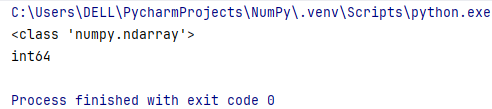 C:\Users\DELL\PycharmProjects\NumPy\.venv\Scripts\python.exe
<class 'numpy.ndarray'>
int64
Process finished with exit code 0